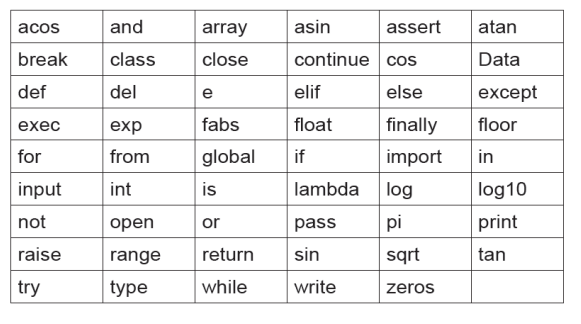 acos and array asin assert atan
break class close continue cos Data
def del e elif else except
exec exp fabs float finally floor
for from global if import in
input int is lambda log log10
not open or pass pi print
raise range return sin sqrt tan
try type while write zeros